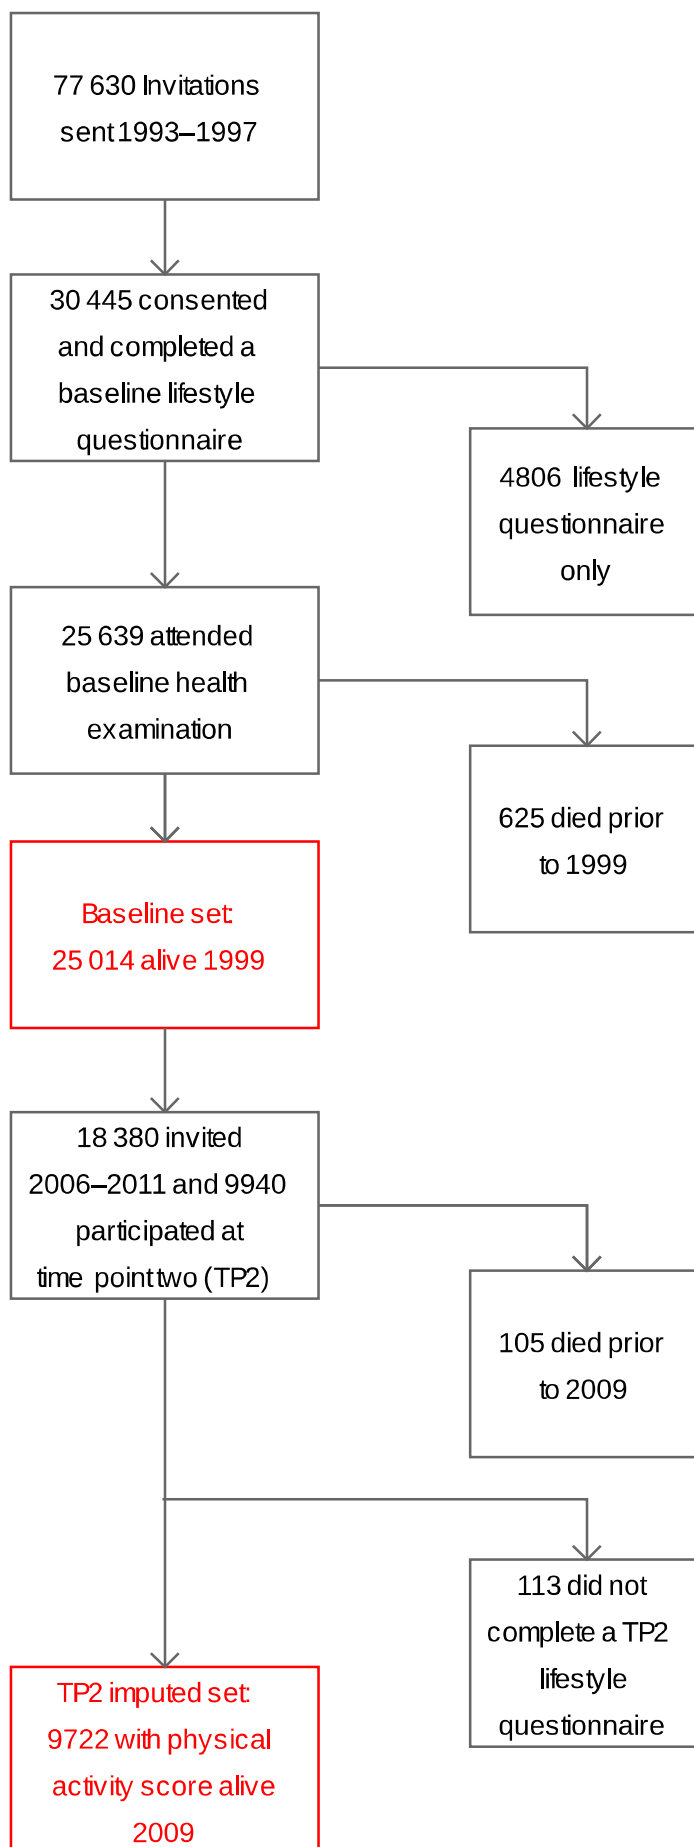 77 630 Invitations
sent 1993–1997
30 445 consented
and completed a
baseline lifestyle
questionnaire
4806 lifestyle
questionnaire
only
25 639 attended
baseline health
examination
625 died prior
to 1999
Baseline set:
25 014 alive 1999
18 380 invited
2006–2011 and 9940
participated at
time point two (TP2)
105 died prior
to 2009
113 did not
complete a TP2
lifestyle
questionnaire
TP2 imputed set:
9722 with physical
activity score alive
2009